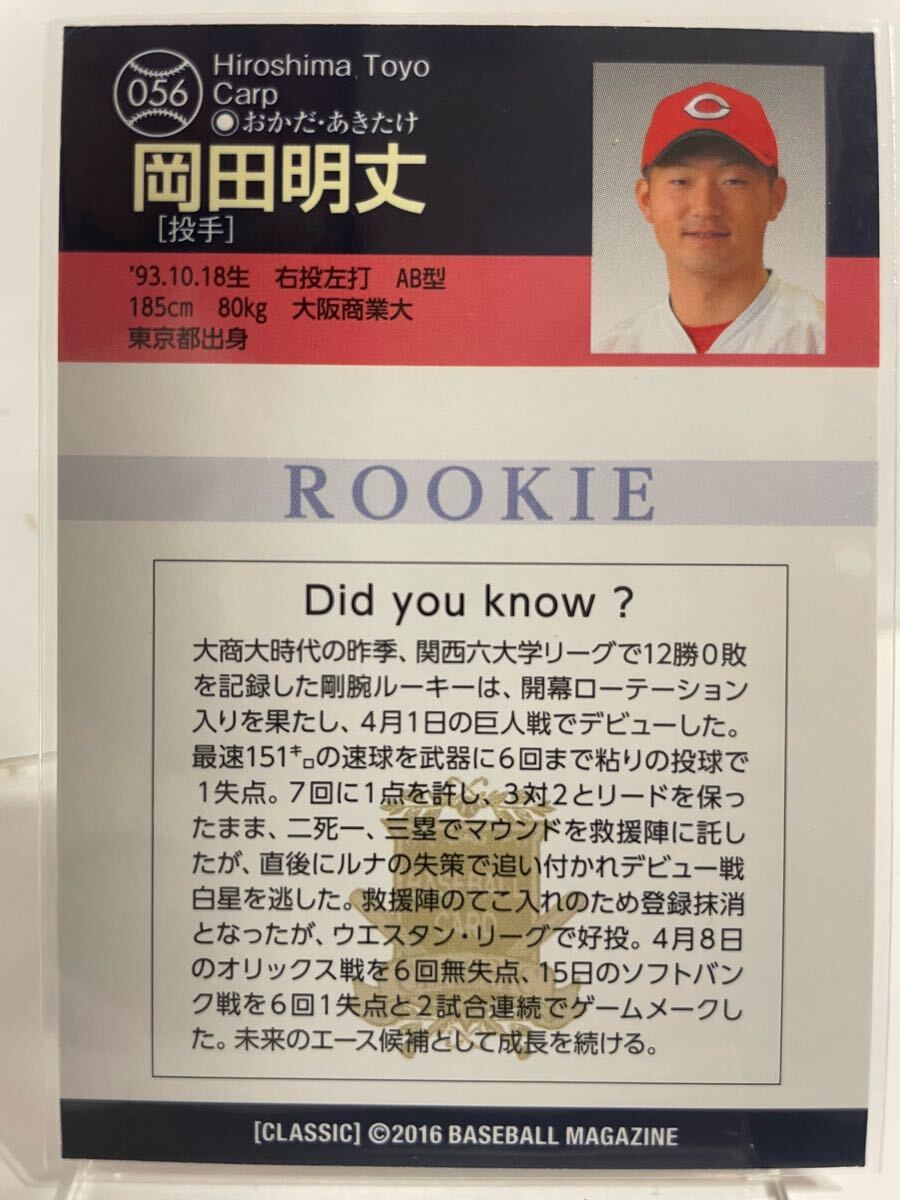 056
Hiroshima Toyo
Carp
おかだ・あきたけ
岡田明丈
[投手]
'93.10.18生 右投左打 AB型
185cm 80kg 大阪商業大
東京都出身
ROOKIE
Did you know ?
大商大時代の昨季、関西六大学リーグで12勝0敗
を記録した剛腕ルーキーは、開幕ローテーション
入りを果たし、4月1日の巨人戦でデビューした。
最速151㌔の速球を武器に6回まで粘りの投球で
1失点。7回に1点を許し、3対2とリードを保っ
たまま、二死一、三塁でマウンドを救援陣に託し
たが、直後にルナの失策で追い付かれデビュー戦
白星を逃した。救援陣のてこ入れのため登録抹消
となったが、ウエスタン・リーグで好投。4月8日
のオリックス戦を6回無失点、15日のソフトバン
ク戦を6回1失点と2試合連続でゲームメークし
た。未来のエース候補として成長を続ける。
[CLASSIC] ©2016 BASEBALL MAGAZINE